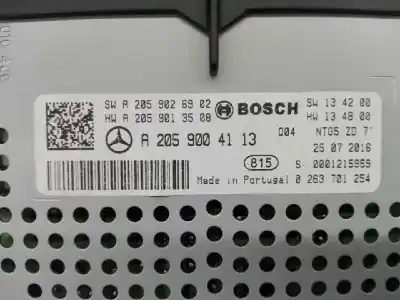 SW A 205 902 69 02
HW A 205 901 35 08
BOSCH
SW 13 42 00
HW 13 48 00
A 205 900 41 13
Q04
NTG5 ZD 7"
25 07 2016
815
S 0001215959
Made in Portugal
0 263 701 254